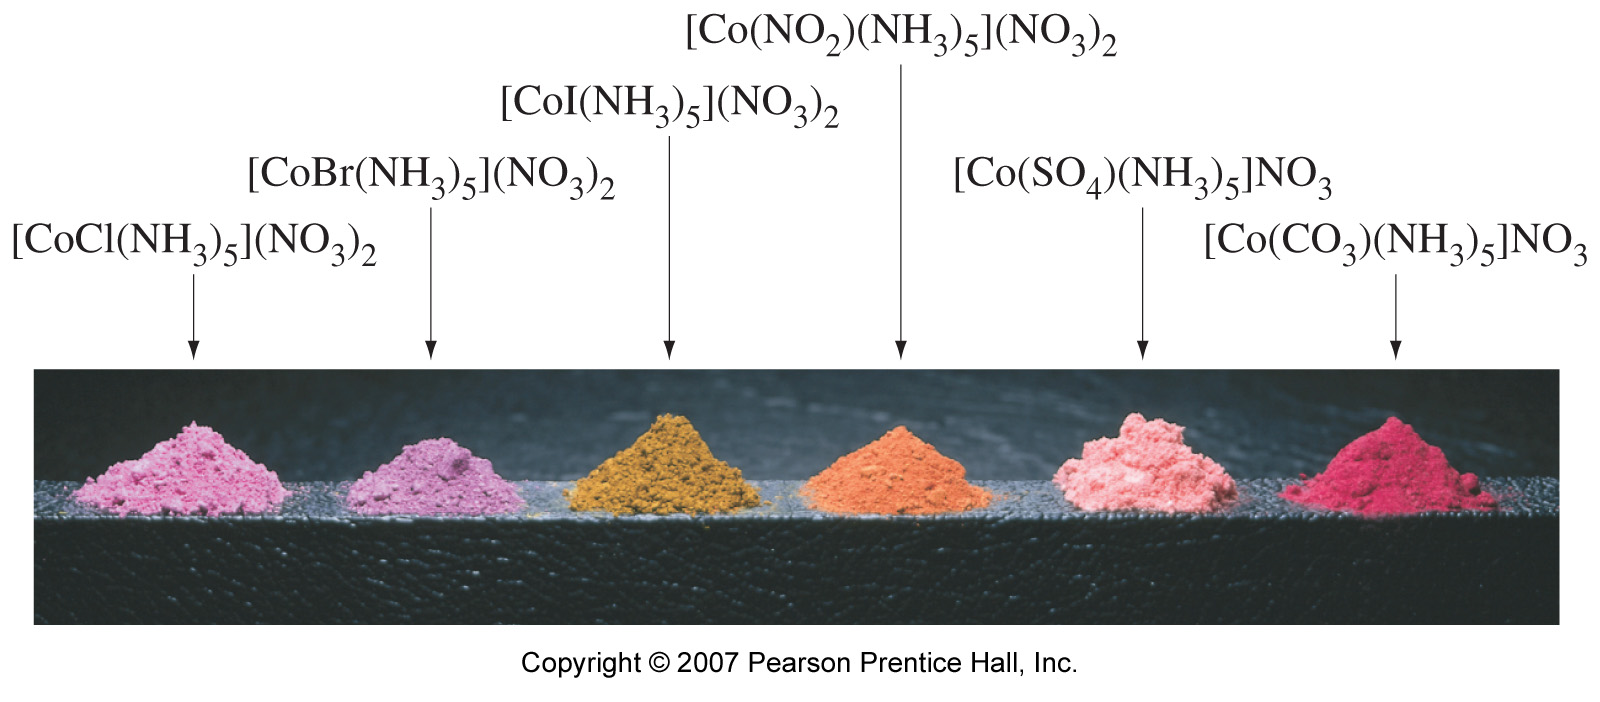 [Co(NO₂)(NH₃)₅](NO₃)₂
[CoI(NH₃)₅](NO₃)₂
[CoBr(NH₃)₅](NO₃)₂
[Co(SO₄)(NH₃)₅]NO₃
[CoCl(NH₃)₅](NO₃)₂
[Co(CO₃)(NH₃)₅]NO₃
Copyright © 2007 Pearson Prentice Hall, Inc.